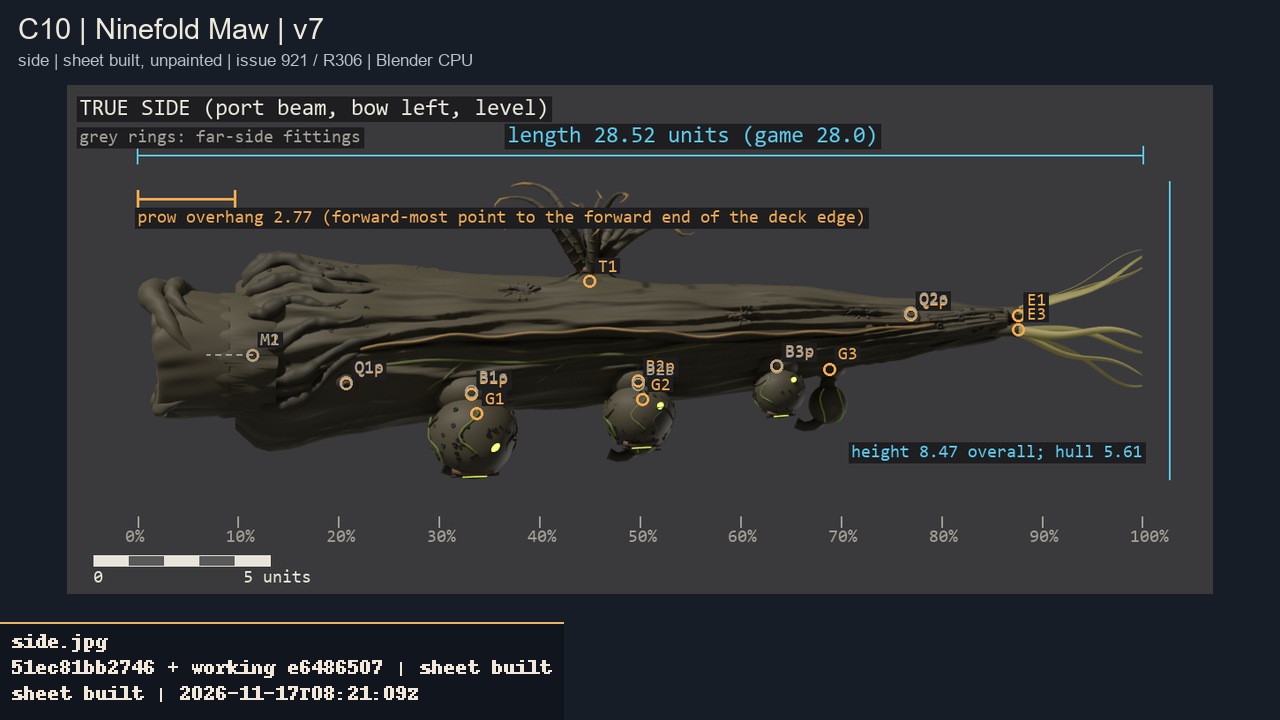 C10 | Ninefold Maw | v7
side | sheet built, unpainted | issue 921 / R306 | Blender CPU
TRUE SIDE (port beam, bow left, level)
grey rings: far-side fittings
length 28.52 units (game 28.0)
prow overhang 2.77 (forward-most point to the forward end of the deck edge)
T1
Q2p
E1
E3
Q1p
B1p
G1
B2p
G2
B3p
G3
height 8.47 overall; hull 5.61
0% 10% 20% 30% 40% 50% 60% 70% 80% 90% 100%
0 5 units
side.jpg
51ec81bb2746 + working e6486507 | sheet built
sheet built | 2026-11-17T08:21:09Z